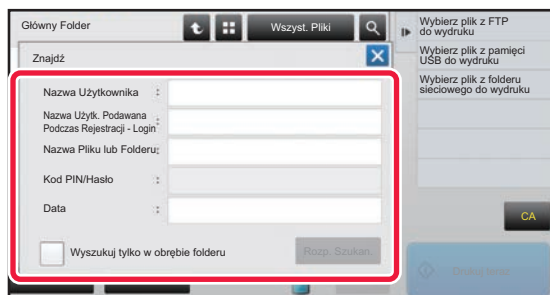 Główny Folder
Wszyst. Pliki
Znajdź
Nazwa Użytkownika :
Nazwa Użytk. Podawana
Podczas Rejestracji - Login :
Nazwa Pliku lub Folderu:
Kod PIN/Hasło :
Data :
Wyszukuj tylko w obrębie folderu
Rozp. Szukan.
Wybierz plik z FTP
do wydruku
Wybierz plik z pamięci
USB do wydruku
Wybierz plik z folderu
sieciowego do wydruku
CA